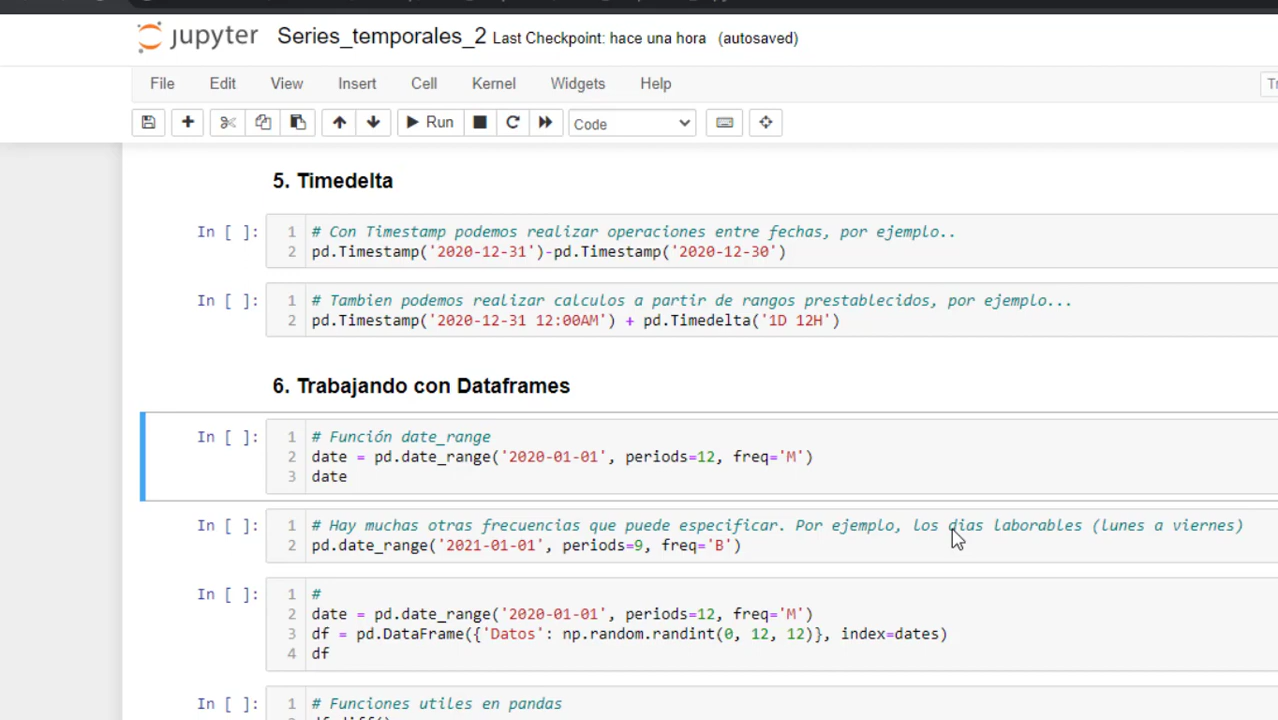 jupyter Series_temporales_2 Last Checkpoint: hace una hora (autosaved)
File Edit View Insert Cell Kernel Widgets Help
Run Code
5. Timedelta
In [ ]: 1 # Con Timestamp podemos realizar operaciones entre fechas, por ejemplo..
2 pd.Timestamp('2020-12-31')-pd.Timestamp('2020-12-30')
In [ ]: 1 # Tambien podemos realizar calculos a partir de rangos prestablecidos, por ejemplo...
2 pd.Timestamp('2020-12-31 12:00AM') + pd.Timedelta('1D 12H')
6. Trabajando con Dataframes
In [ ]: 1 # Función date_range
2 date = pd.date_range('2020-01-01', periods=12, freq='M')
3 date
In [ ]: 1 # Hay muchas otras frecuencias que puede especificar. Por ejemplo, los dias laborables (lunes a viernes)
2 pd.date_range('2021-01-01', periods=9, freq='B')
In [ ]: 1 #
2 date = pd.date_range('2020-01-01', periods=12, freq='M')
3 df = pd.DataFrame({'Datos': np.random.randint(0, 12, 12)}, index=dates)
4 df
In [ ]: 1 # Funciones utiles en pandas